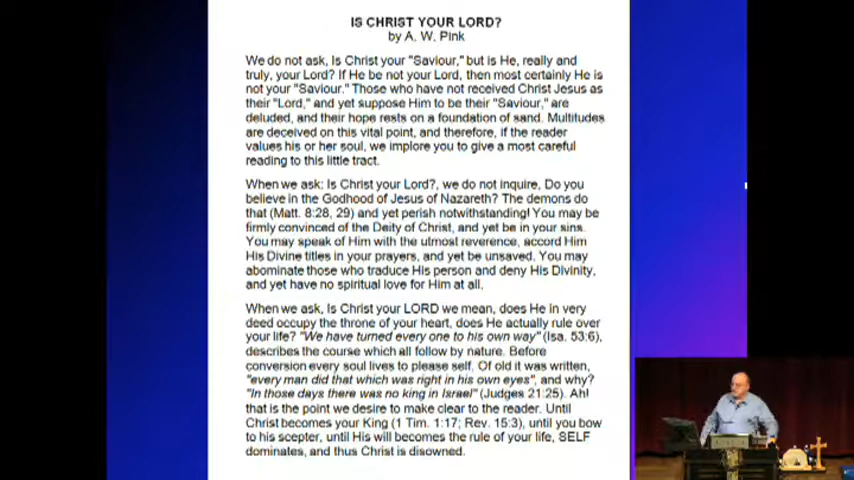 IS CHRIST YOUR LORD?
by A. W. Pink
We do not ask, Is Christ your "Saviour," but is He, really and
truly, your Lord? If He be not your Lord, then most certainly He is
not your "Saviour." Those who have not received Christ Jesus as
their "Lord," and yet suppose Him to be their "Saviour," are
deluded, and their hope rests on a foundation of sand. Multitudes
are deceived on this vital point, and therefore, if the reader
values his or her soul, we implore you to give a most careful
reading to this little tract.
When we ask: Is Christ your Lord?, we do not inquire, Do you
believe in the Godhood of Jesus of Nazareth? The demons do
that (Matt. 8:28, 29) and yet perish notwithstanding! You may be
firmly convinced of the Deity of Christ, and yet be in your sins.
You may speak of Him with the utmost reverence, accord Him
His Divine titles in your prayers, and yet be unsaved. You may
abominate those who traduce His person and deny His Divinity,
and yet have no spiritual love for Him at all.
When we ask, Is Christ your LORD we mean, does He in very
deed occupy the throne of your heart, does He actually rule over
your life? "We have turned every one to his own way" (Isa. 53:6),
describes the course which all follow by nature. Before
conversion every soul lives to please self. Of old it was written,
"every man did that which was right in his own eyes", and why?
"In those days there was no king in Israel" (Judges 21:25). Ah!
that is the point we desire to make clear to the reader. Until
Christ becomes your King (1 Tim. 1:17; Rev. 15:3), until you bow
to his scepter, until His will becomes the rule of your life, SELF
dominates, and thus Christ is disowned.